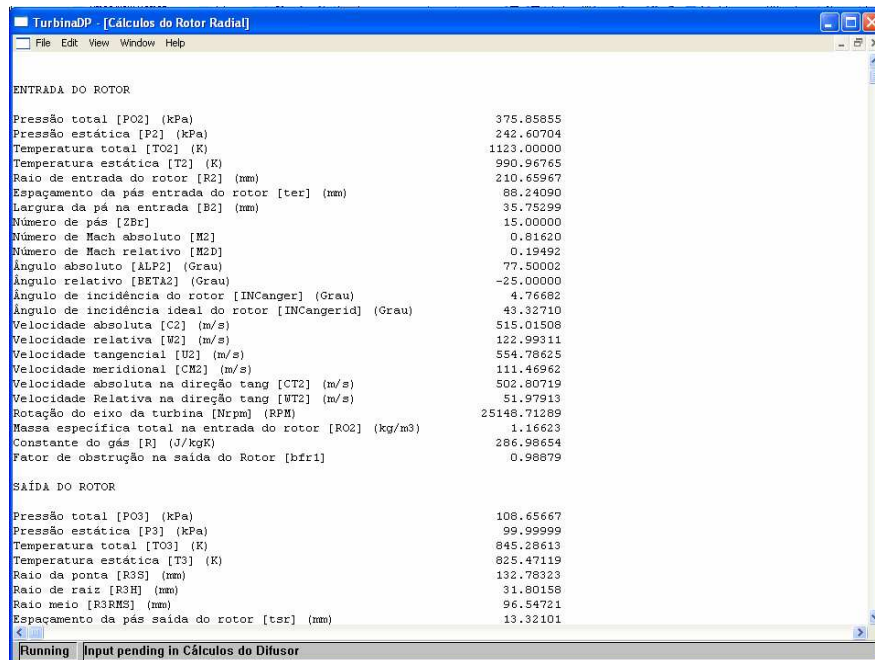 TurbinaDP - [Cálculos do Rotor Radial]
File Edit View Window Help
ENTRADA DO ROTOR
Pressão total [PO2] (kPa) 375.85855
Pressão estática [P2] (kPa) 242.60704
Temperatura total [TO2] (K) 1123.00000
Temperatura estática [T2] (K) 990.96765
Raio de entrada do rotor [R2] (mm) 210.65967
Espaçamento da pás entrada do rotor [ter] (mm) 88.24090
Largura da pá na entrada [B2] (mm) 35.75299
Número de pás [ZBr] 15.00000
Número de Mach absoluto [M2] 0.81620
Número de Mach relativo [M2D] 0.19492
Ângulo absoluto [ALP2] (Grau) 77.50002
Ângulo relativo [BETA2] (Grau) -25.00000
Ângulo de incidência do rotor [INCanger] (Grau) 4.76682
Ângulo de incidência ideal do rotor [INCangerid] (Grau) 43.32710
Velocidade absoluta [C2] (m/s) 515.01508
Velocidade relativa [W2] (m/s) 122.99311
Velocidade tangencial [U2] (m/s) 554.78625
Velocidade meridional [CM2] (m/s) 111.46962
Velocidade absoluta na direção tang [CT2] (m/s) 502.80719
Velocidade Relativa na direção tang [WT2] (m/s) 51.97913
Rotação do eixo da turbina [Nrpm] (RPM) 25148.71289
Massa específica total na entrada do rotor [RO2] (kg/m3) 1.16623
Constante do gás [R] (J/kgK) 286.98654
Fator de obstrução na saída do Rotor [bfr1] 0.98879
SAÍDA DO ROTOR
Pressão total [PO3] (kPa) 108.65667
Pressão estática [P3] (kPa) 99.99999
Temperatura total [TO3] (K) 845.28613
Temperatura estática [T3] (K) 825.47119
Raio da ponta [R3S] (mm) 132.78323
Raio de raiz [R3H] (mm) 31.80158
Raio meio [R3RMS] (mm) 96.54721
Espaçamento da pás saída do rotor [tsr] (mm) 13.32101
Running Input pending in Cálculos do Difusor